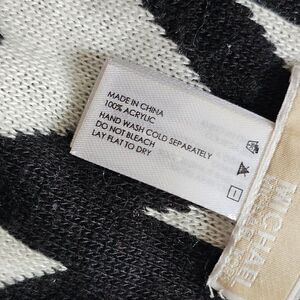 MADE IN CHINA
100% ACRYLIC
HAND WASH COLD SEPARATELY
DO NOT BLEACH
LAY FLAT TO DRY
MICHAEL